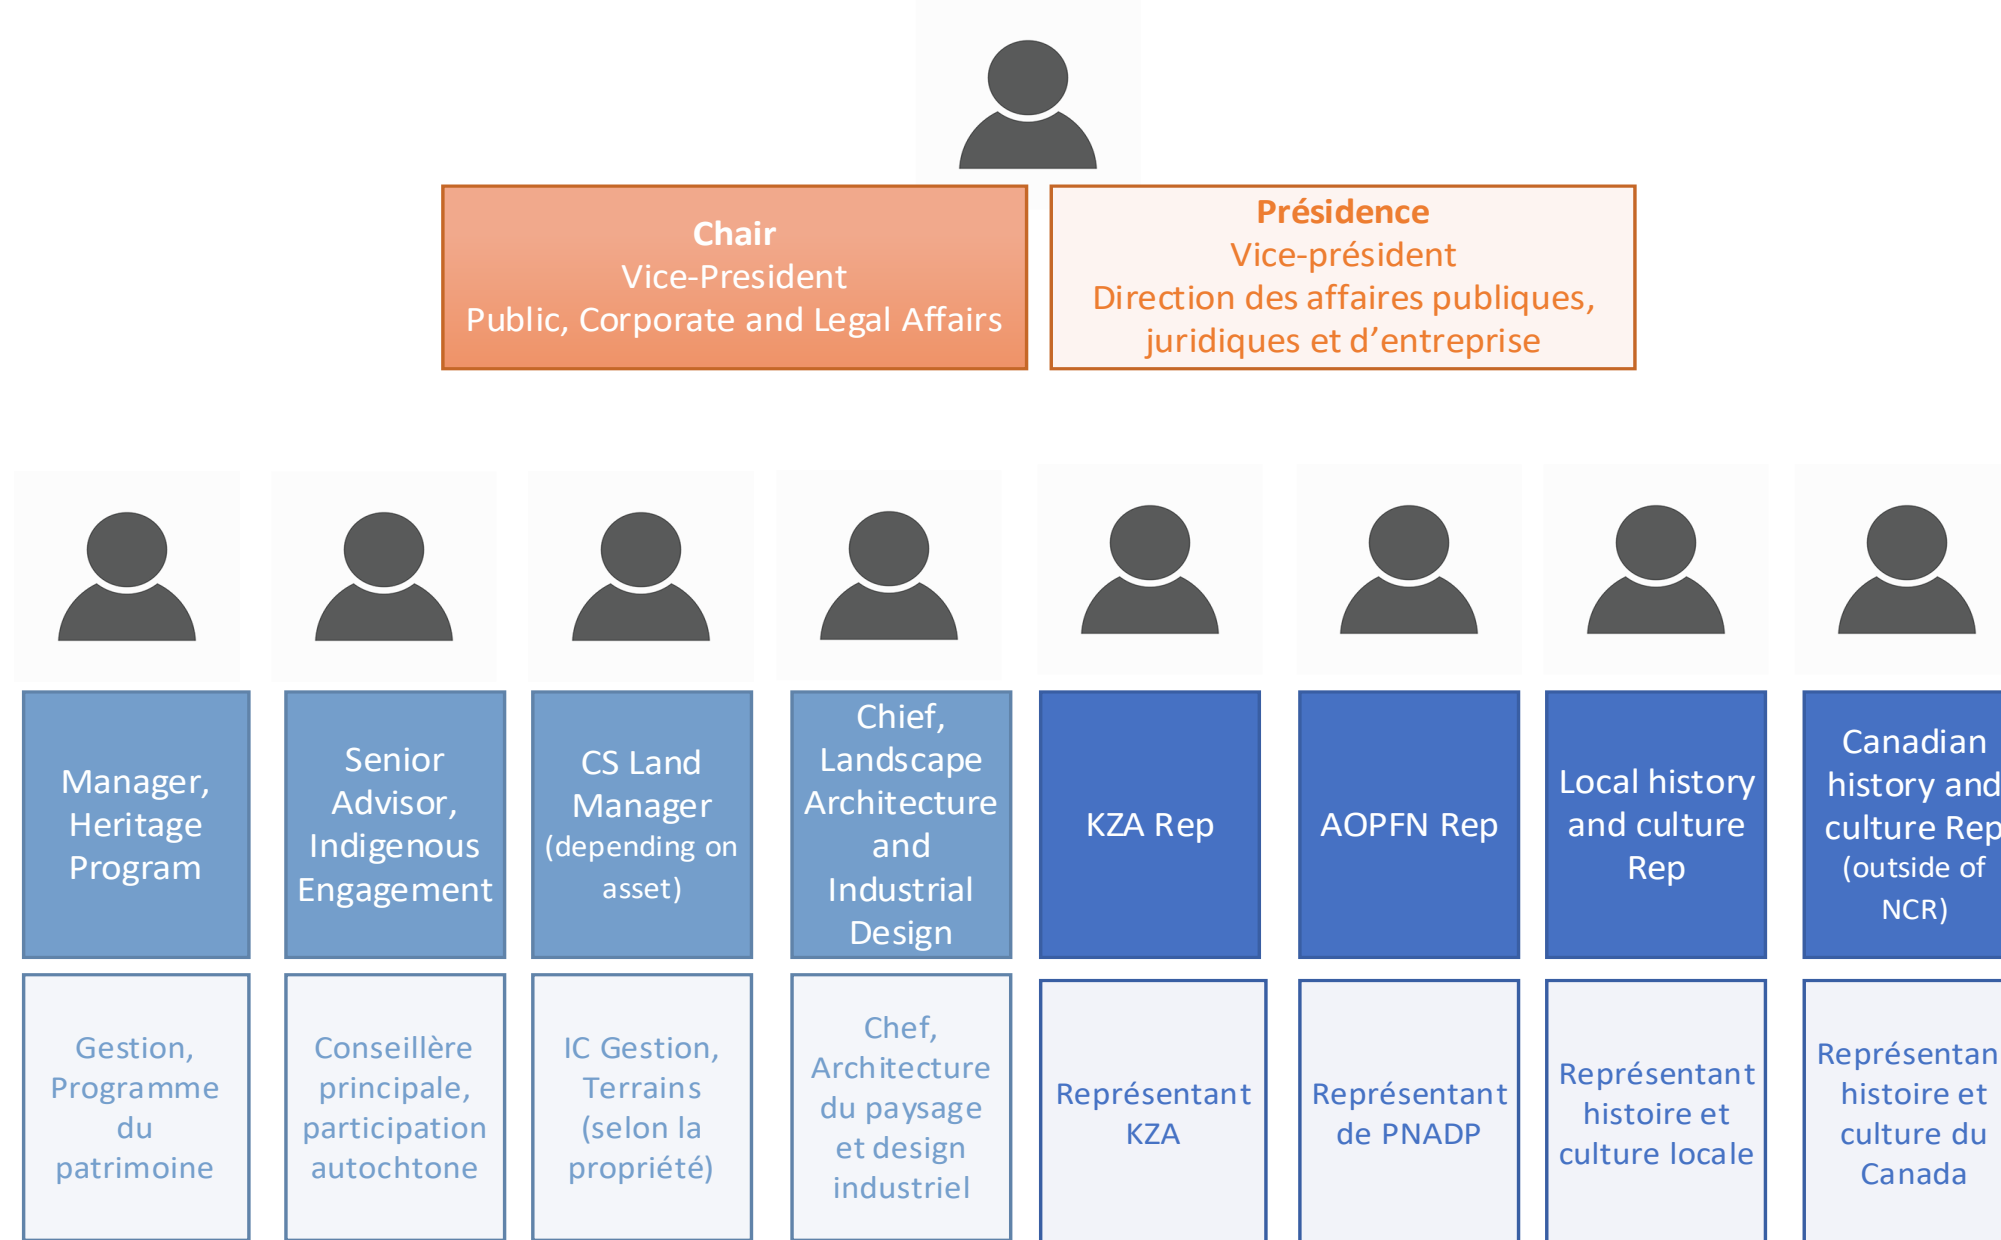 Chair
Vice-President
Public, Corporate and Legal Affairs
Présidence
Vice-président
Direction des affaires publiques,
juridiques et d’entreprise
Manager,
Heritage
Program
Senior
Advisor,
Indigenous
Engagement
CS Land
Manager
(depending on
asset)
Chief,
Landscape
Architecture
and
Industrial
Design
KZA Rep
AOPFN Rep
Local history
and culture
Rep
Canadian
history and
culture Rep
(outside of
NCR)
Gestion,
Programme
du
patrimoine
Conseillère
principale,
participation
autochtone
IC Gestion,
Terrains
(selon la
propriété)
Chef,
Architecture
du paysage
et design
industriel
Représentant
KZA
Représentant
de PNADP
Représentant
histoire et
culture locale
Représentan
histoire et
culture du
Canada